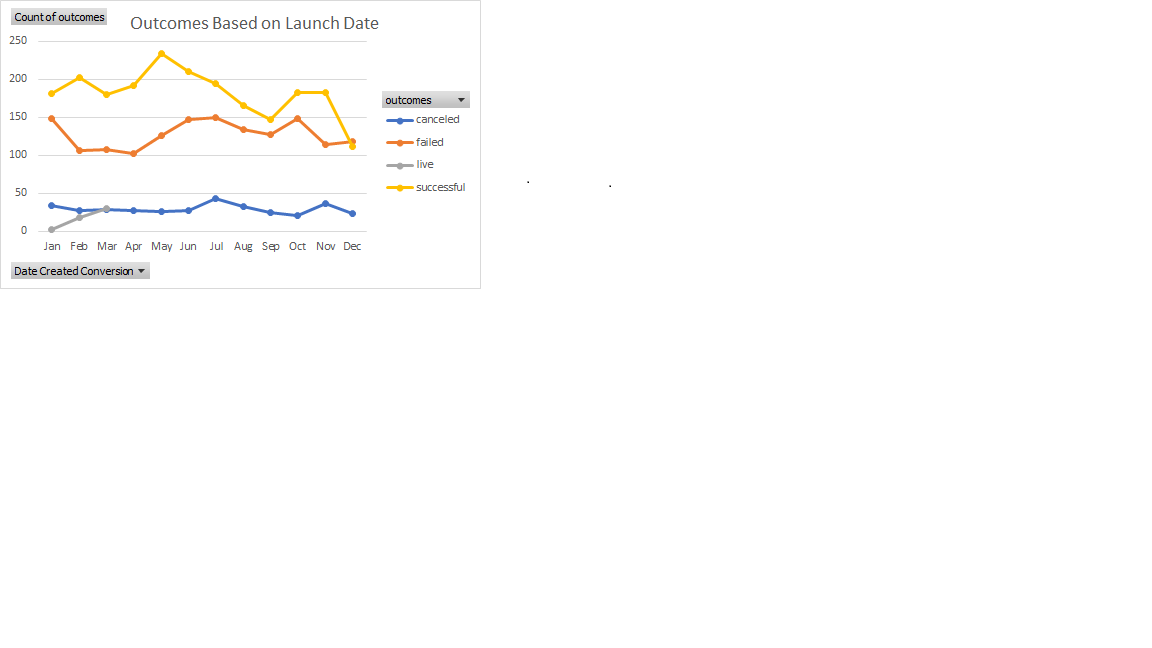 Count of outcomes
Outcomes Based on Launch Date
250
200
150
100
50
0
Jan Feb Mar Apr May Jun Jul Aug Sep Oct Nov Dec
outcomes
canceled
failed
live
successful
Date Created Conversion